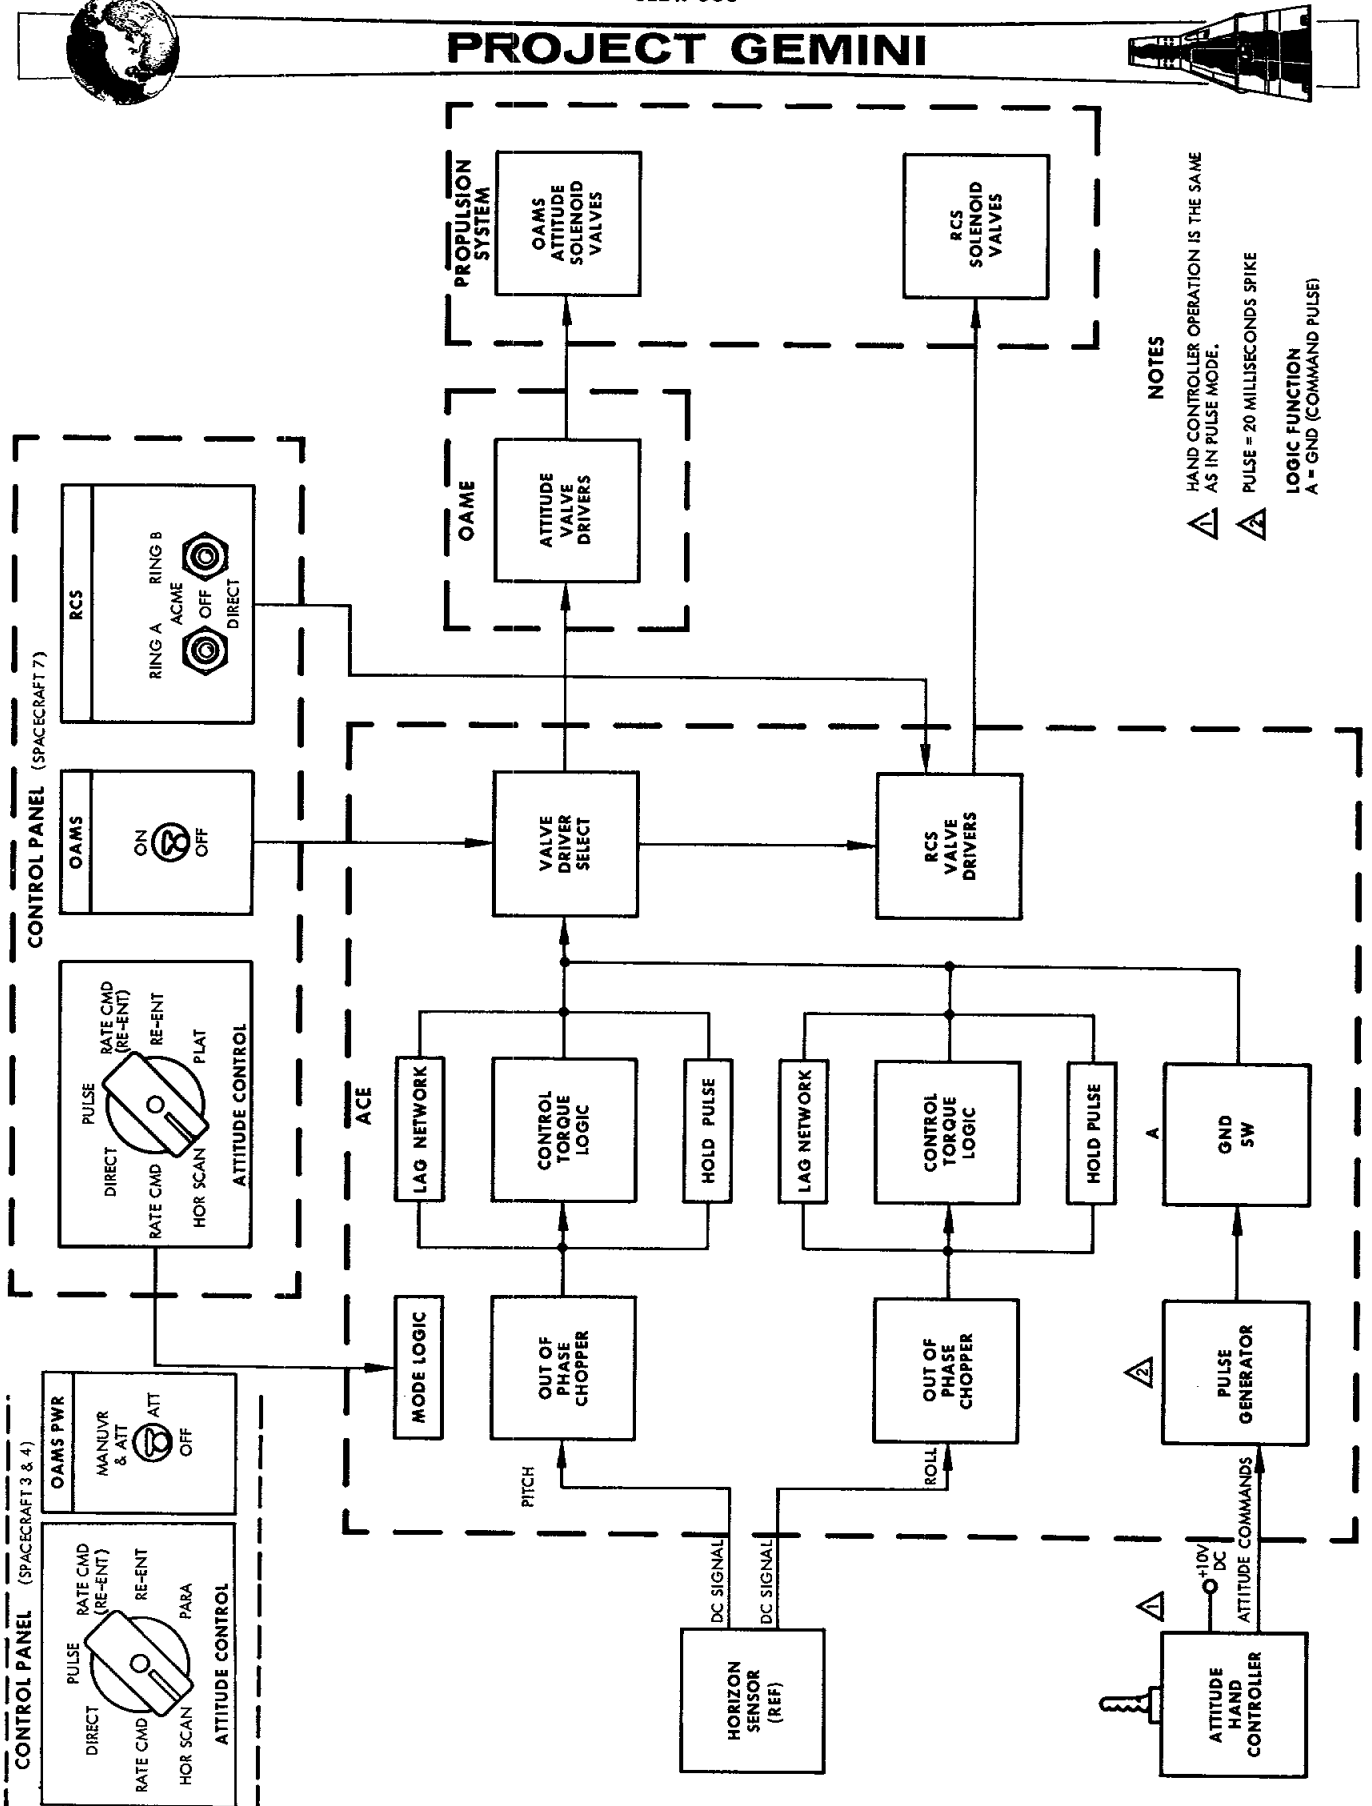 PROJECT GEMINI
CONTROL PANEL (SPACECRAFT 3 & 4)
PULSE
RATE CMD
(RE-ENT)
DIRECT
RE-ENT
RATE CMD
PARA
HOR SCAN
ATTITUDE CONTROL
OAMS PWR
MANUVR
& ATT
ATT
OFF
CONTROL PANEL (SPACECRAFT 7)
PULSE
RATE CMD
(RE-ENT)
DIRECT
RE-ENT
RATE CMD
PLAT
HOR SCAN
ATTITUDE CONTROL
OAMS
ON
OFF
RCS
RING A
RING B
ACME
OFF
DIRECT
ACE
MODE LOGIC
LAG NETWORK
PITCH
OUT OF
PHASE
CHOPPER
CONTROL
TORQUE
LOGIC
HOLD PULSE
VALVE
DRIVER
SELECT
OAME
ATTITUDE
VALVE
DRIVERS
PROPULSION
SYSTEM
OAMS
ATTITUDE
SOLENOID
VALVES
HORIZON
SENSOR
(REF)
DC SIGNAL
DC SIGNAL
ROLL
OUT OF
PHASE
CHOPPER
LAG NETWORK
CONTROL
TORQUE
LOGIC
HOLD PULSE
RCS
VALVE
DRIVERS
RCS
SOLENOID
VALVES
ATTITUDE
HAND
CONTROLLER
1
+10V
DC
ATTITUDE COMMANDS
2
PULSE
GENERATOR
A
GND
SW
NOTES
1 HAND CONTROLLER OPERATION IS THE SAME
AS IN PULSE MODE.
2 PULSE = 20 MILLISECONDS SPIKE
LOGIC FUNCTION
A = GND (COMMAND PULSE)